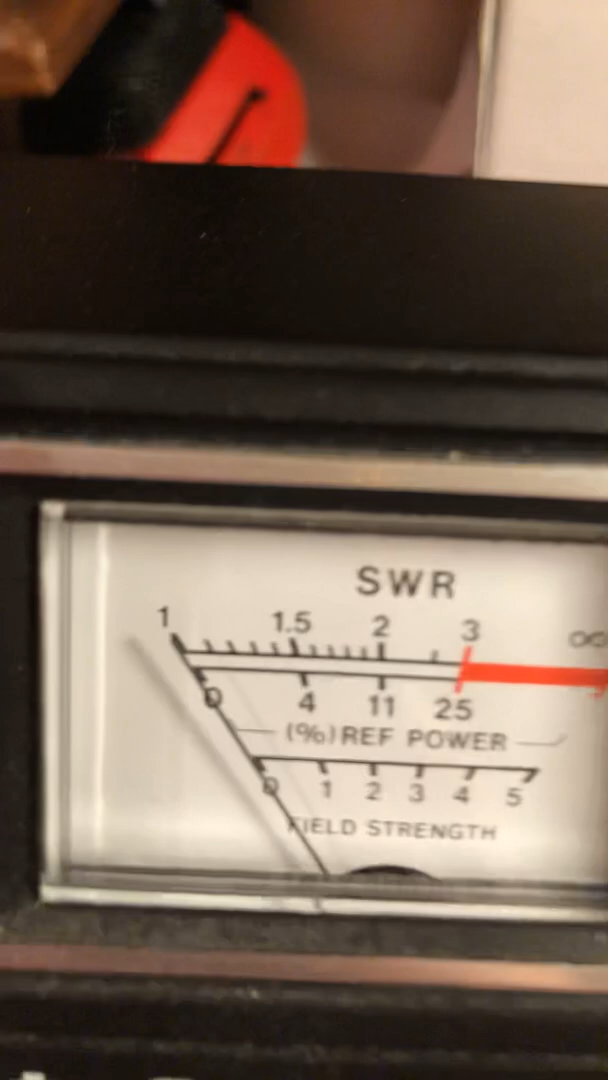 SWR
1 1.5 2 3 ∞
0 4 11 25
(%) REF POWER
0 1 2 3 4 5
FIELD STRENGTH